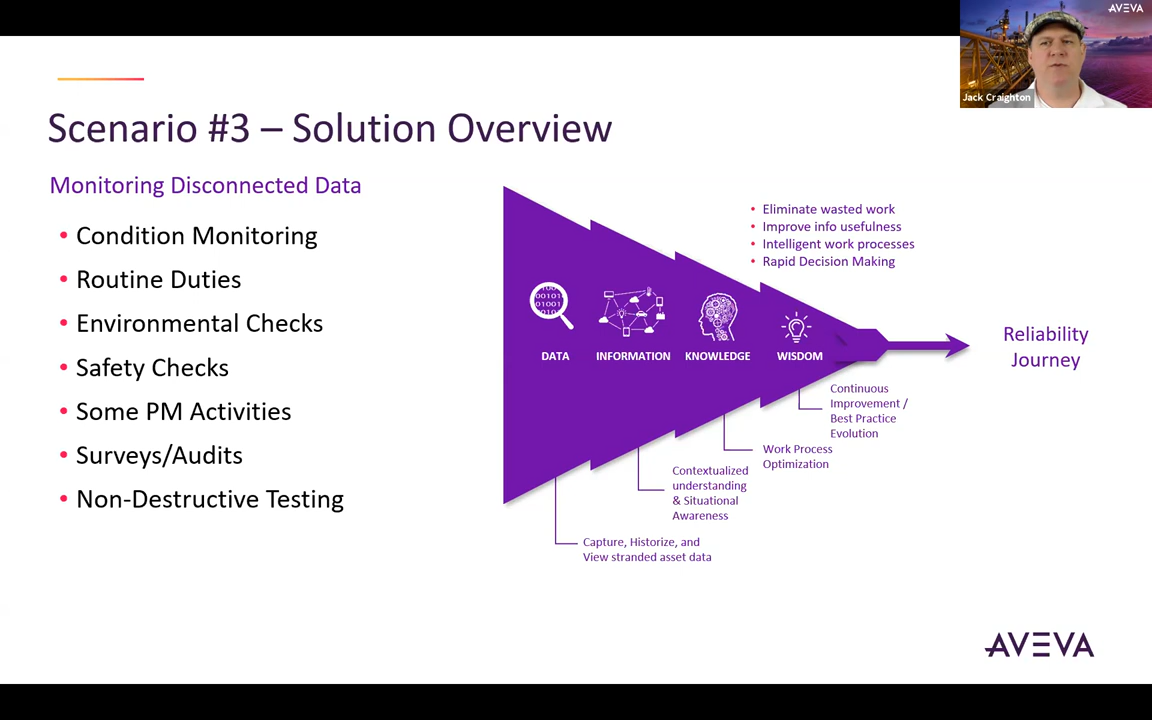 AVEVA
Jack Craighton
Scenario #3 – Solution Overview
Monitoring Disconnected Data
• Condition Monitoring
• Routine Duties
• Environmental Checks
• Safety Checks
• Some PM Activities
• Surveys/Audits
• Non-Destructive Testing
• Eliminate wasted work
• Improve info usefulness
• Intelligent work processes
• Rapid Decision Making
DATA
INFORMATION
KNOWLEDGE
WISDOM
Reliability
Journey
Continuous
Improvement /
Best Practice
Evolution
Work Process
Optimization
Contextualized
understanding
& Situational
Awareness
Capture, Historize, and
View stranded asset data
AVEVA